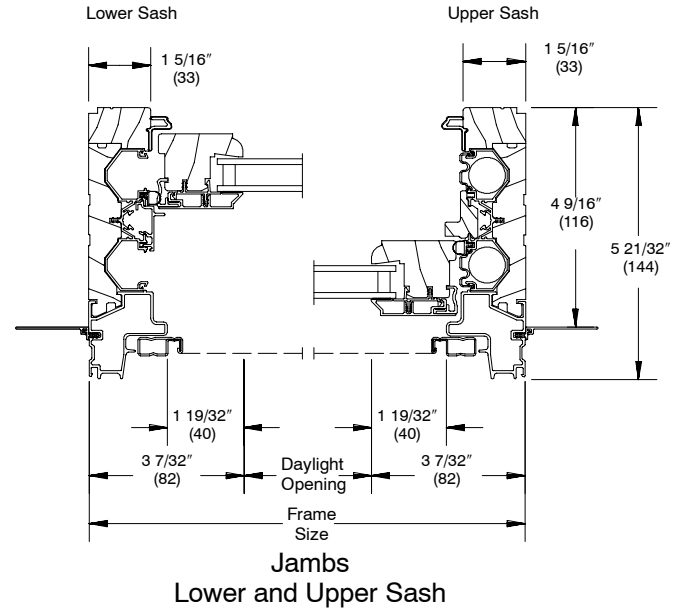 Lower Sash
Upper Sash
1 5/16″
(33)
1 5/16″
(33)
4 9/16″
(116)
5 21/32″
(144)
1 19/32″
(40)
1 19/32″
(40)
3 7/32″
(82)
Daylight
Opening
3 7/32″
(82)
Frame
Size
Jambs
Lower and Upper Sash